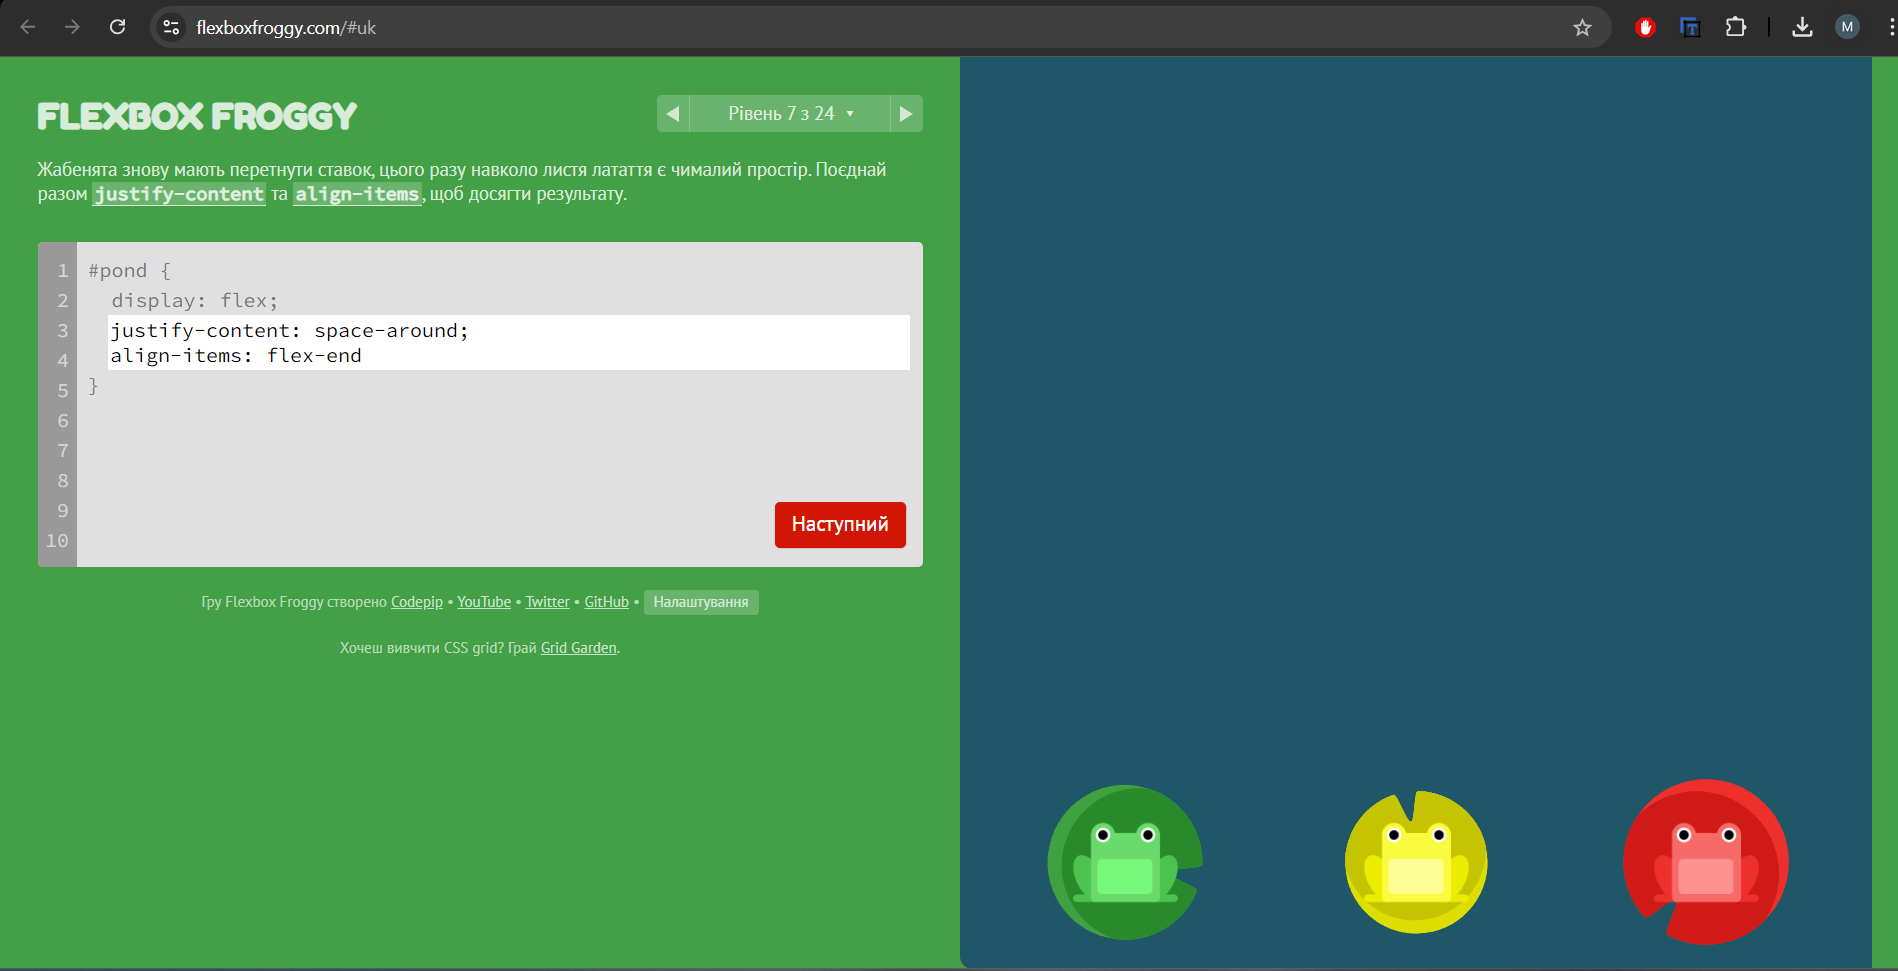 flexboxfroggy.com/#uk
M
FLEXBOX FROGGY
Рівень 7 з 24
Жабенята знову мають перетнути ставок, цього разу навколо листя латаття є чималий простір. Поєднай
разом justify-content та align-items, щоб досягти результату.
1 #pond {
2 display: flex;
3 justify-content: space-around;
4 align-items: flex-end
5 }
6
7
8
9
10
Наступний
Гру Flexbox Froggy створено Codepip • YouTube • Twitter • GitHub • Налаштування
Хочеш вивчити CSS grid? Грай Grid Garden.